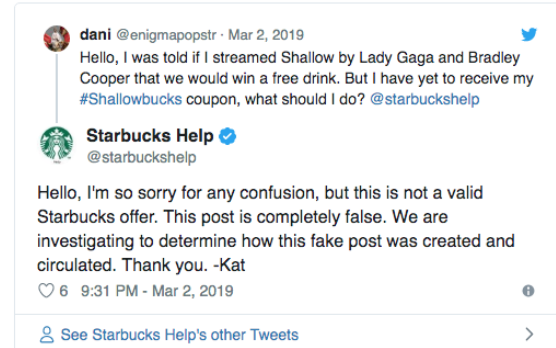 dani @enigmapopstr · Mar 2, 2019
Hello, I was told if I streamed Shallow by Lady Gaga and Bradley
Cooper that we would win a free drink. But I have yet to receive my
#Shallowbucks coupon, what should I do? @starbuckshelp
Starbucks Help
@starbuckshelp
Hello, I'm so sorry for any confusion, but this is not a valid
Starbucks offer. This post is completely false. We are
investigating to determine how this fake post was created and
circulated. Thank you. -Kat
6 9:31 PM - Mar 2, 2019
See Starbucks Help's other Tweets